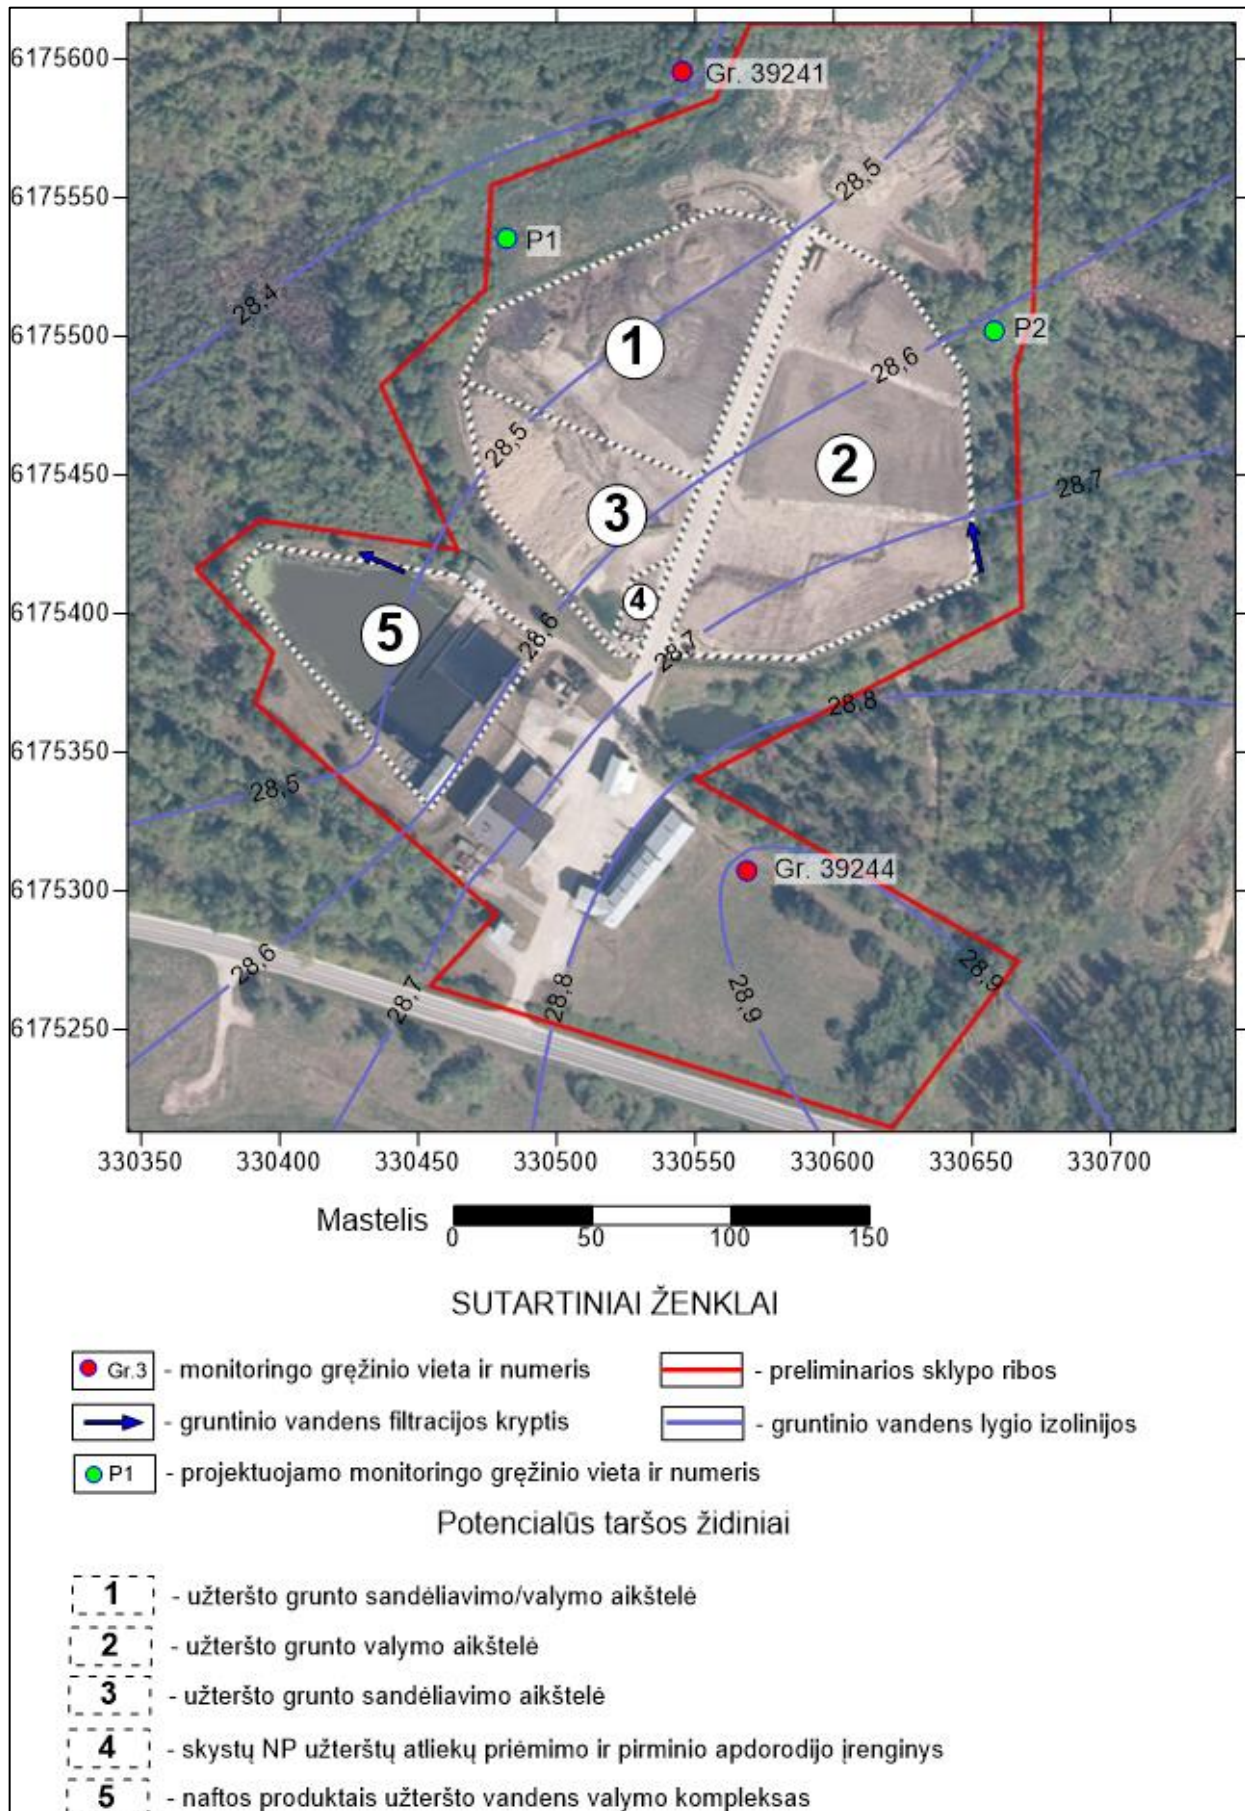 6175600
Gr. 39241
6175550
28,5
P1
28,4
6175500
1
P2
28,6
28,5
6175450
2
28,7
3
6175400
4
5
28,6
28,7
28,8
6175350
28,5
6175300
Gr. 39244
28,6
28,7
28,8
28,9
28,9
6175250
330350
330400
330450
330500
330550
330600
330650
330700
Mastelis
0
50
100
150
SUTARTINIAI ŽENKLAI
Gr.3 - monitoringo gręžinio vieta ir numeris
- preliminarios sklypo ribos
- gruntinio vandens filtracijos kryptis
- gruntinio vandens lygio izolinijos
P1 - projektuojamo monitoringo gręžinio vieta ir numeris
Potencialūs taršos židiniai
1 - užteršto grunto sandėliavimo/valymo aikštelė
2 - užteršto grunto valymo aikštelė
3 - užteršto grunto sandėliavimo aikštelė
4 - skystų NP užterštų atliekų priėmimo ir pirminio apdorodijo įrenginys
5 - naftos produktais užteršto vandens valymo kompleksas